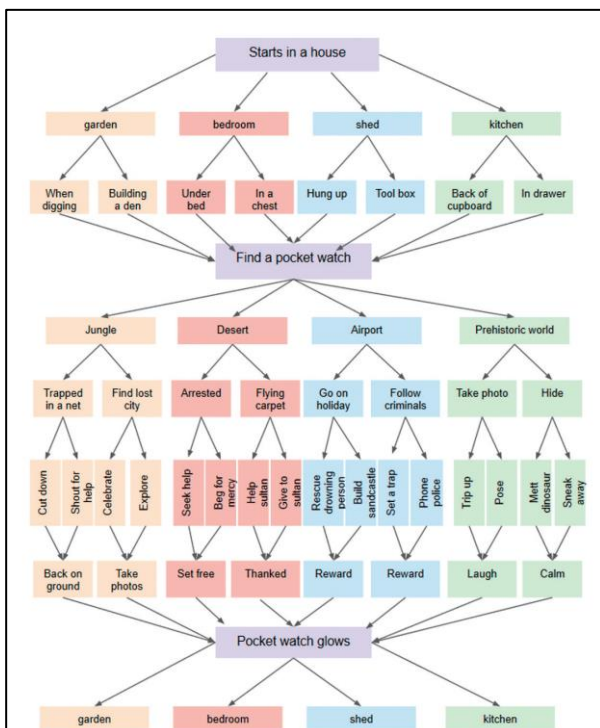 Starts in a house
garden
bedroom
shed
kitchen
When
digging
Building
a den
Under
bed
In a
chest
Hung up
Tool box
Back of
cupboard
In drawer
Find a pocket watch
Jungle
Desert
Airport
Prehistoric world
Trapped
in a net
Find lost
city
Arrested
Flying
carpet
Go on
holiday
Follow
criminals
Take photo
Hide
Cut down
Shout for
help
Celebrate
Explore
Seek help
Beg for
mercy
Help
sultan
Give to
sultan
Rescue
drowning
person
Build
sandcastle
Set a trap
Phone
police
Trip up
Pose
Mett
dinosaur
Sneak
away
Back on
ground
Take
photos
Set free
Thanked
Reward
Reward
Laugh
Calm
Pocket watch glows
garden
bedroom
shed
kitchen